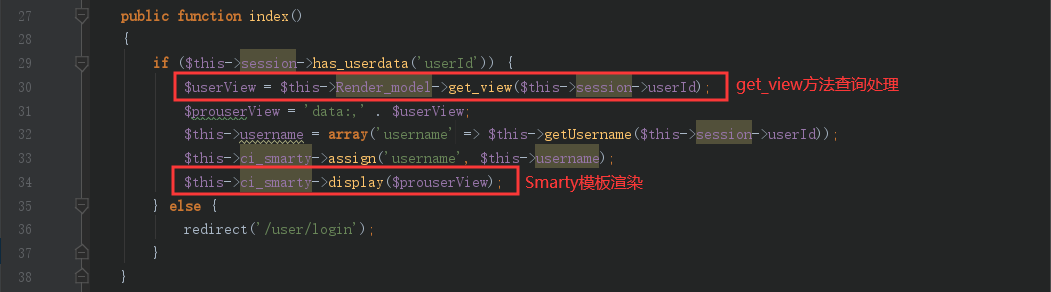 27 public function index()
28 {
29 if ($this->session->has_userdata('userId')) {
30 $userView = $this->Render_model->get_view($this->session->userId); get_view方法查询处理
31 $prouserView = 'data:,' . $userView;
32 $this->username = array('username' => $this->getUsername($this->session->userId));
33 $this->ci_smarty->assign('username', $this->username);
34 $this->ci_smarty->display($prouserView); Smarty模板渲染
35 } else {
36 redirect('/user/login');
37 }
38 }